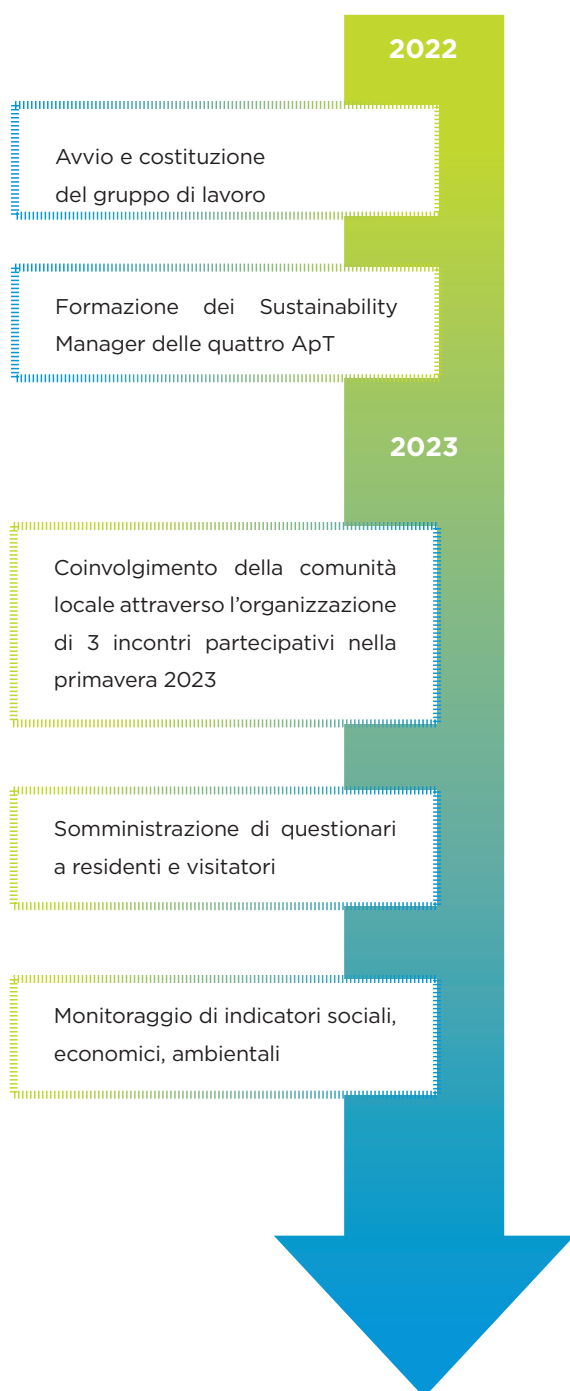 2022
Avvio e costituzione
del gruppo di lavoro
Formazione dei Sustainability
Manager delle quattro ApT
2023
Coinvolgimento della comunità
locale attraverso l’organizzazione
di 3 incontri partecipativi nella
primavera 2023
Somministrazione di questionari
a residenti e visitatori
Monitoraggio di indicatori sociali,
economici, ambientali